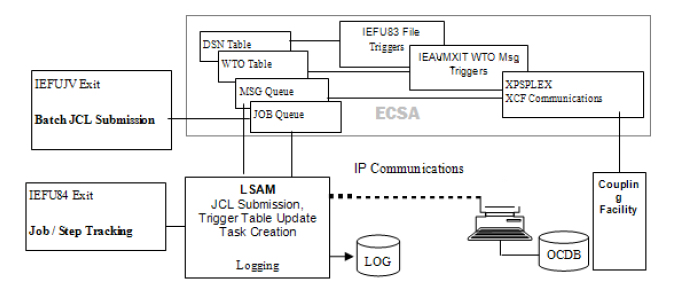 IEFU83 File
Triggers
DSN Table
WTO Table
IEAVMXIT WTO Msg
Triggers
IEFUJV Exit
Batch JCL Submission
MSG Queue
XPSPLEX
XCF Communications
JOB Queue
ECSA
IP Communications
IEFU84 Exit
Job / Step Tracking
LSAM
JCL Submission,
Trigger Table Update
Task Creation
Logging
LOG
OCDB
Couplin
g
Facility